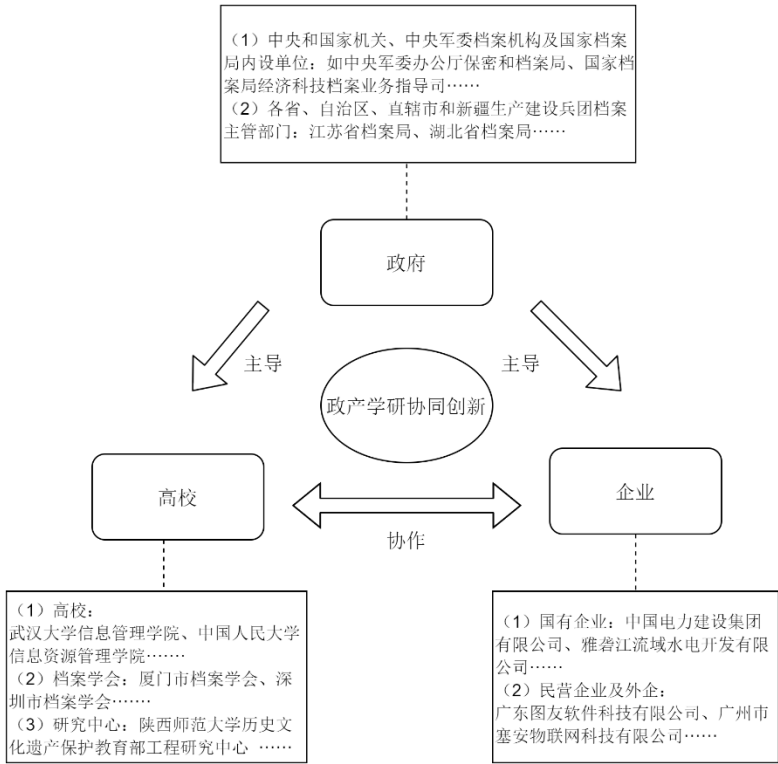 （1）中央和国家机关、中央军委档案机构及国家档案
局内设单位：如中央军委办公厅保密和档案局、国家档
案局经济科技档案业务指导司……
（2）各省、自治区、直辖市和新疆生产建设兵团档案
主管部门：江苏省档案局、湖北省档案局……
政府
主导
主导
政产学研协同创新
高校
企业
协作
（1）高校：
武汉大学信息管理学院、中国人民大学
信息资源管理学院…….
（2）档案学会：厦门市档案学会、深
圳市档案学会…….
（3）研究中心：陕西师范大学历史文
化遗产保护教育部工程研究中心 ……
（1）国有企业：中国电力建设集团
有限公司、雅砻江流域水电开发有限
公司……
（2）民营企业及外企：
广东图友软件科技有限公司、广州市
塞安物联网科技有限公司……